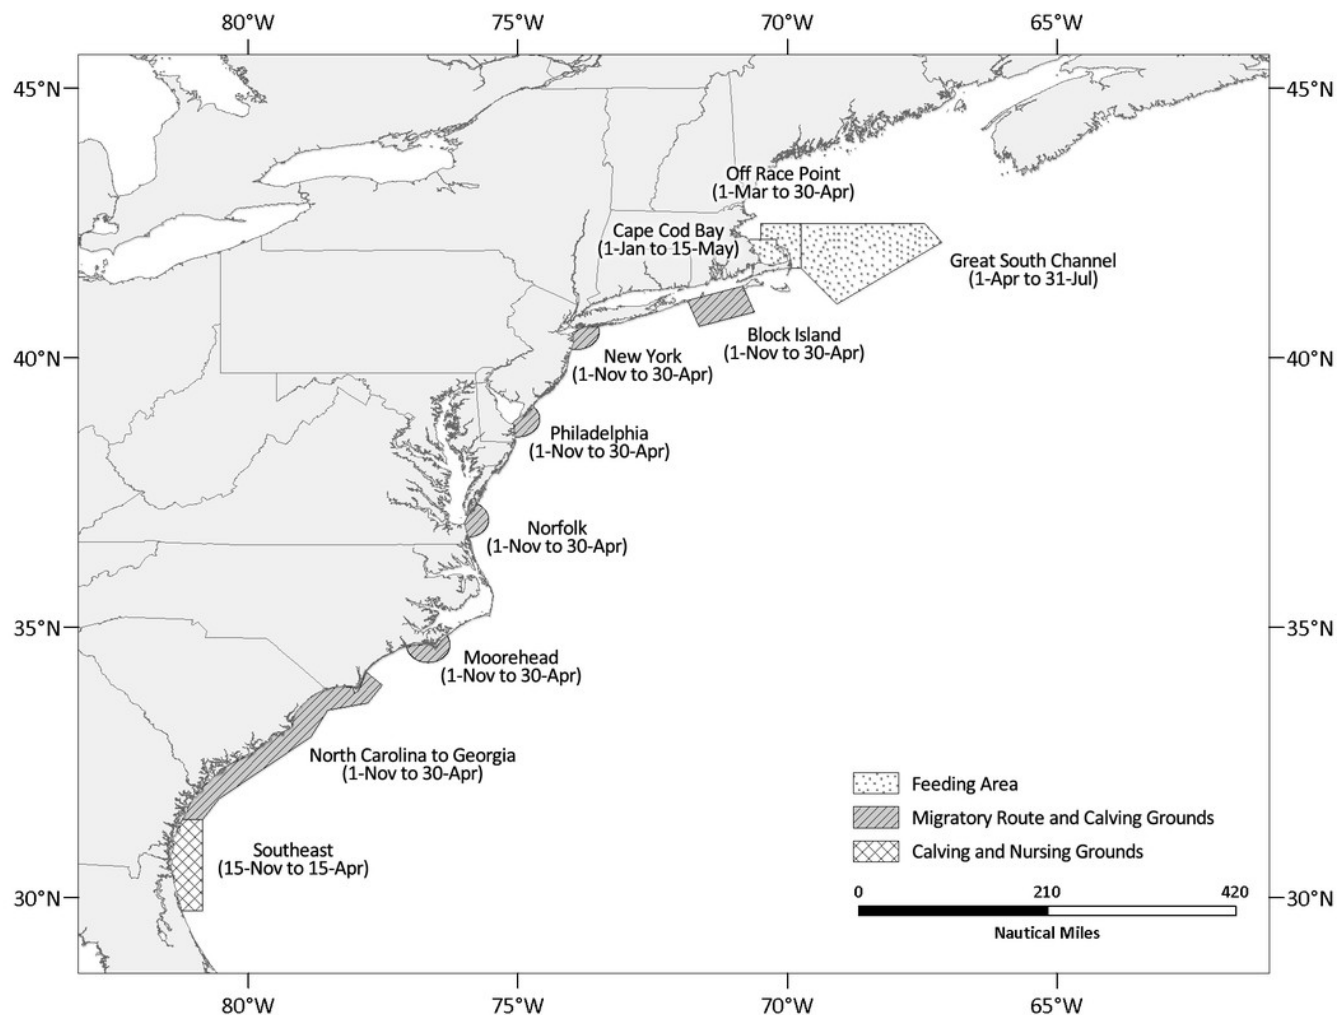 80°W 75°W 70°W 65°W
45°N 45°N
Off Race Point
(1-Mar to 30-Apr)
Cape Cod Bay
(1-Jan to 15-May)
Great South Channel
(1-Apr to 31-Jul)
Block Island
(1-Nov to 30-Apr)
40°N 40°N
New York
(1-Nov to 30-Apr)
Philadelphia
(1-Nov to 30-Apr)
Norfolk
(1-Nov to 30-Apr)
35°N 35°N
Moorehead
(1-Nov to 30-Apr)
North Carolina to Georgia
(1-Nov to 30-Apr)
Southeast
(15-Nov to 15-Apr)
Feeding Area
Migratory Route and Calving Grounds
Calving and Nursing Grounds
30°N 30°N
0 210 420
Nautical Miles
80°W 75°W 70°W 65°W